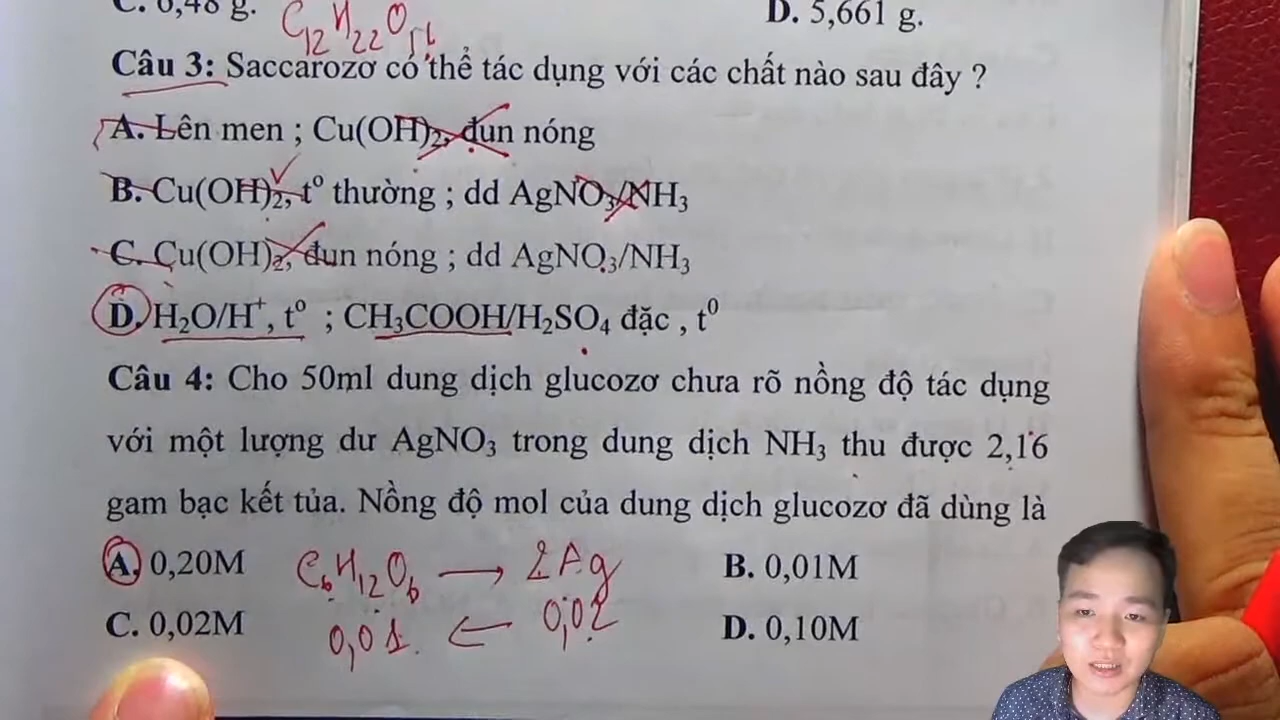 C. 6,48 g.
D. 5,661 g.
C₁₂H₂₂O₁₁
Câu 3: Saccarozơ có thể tác dụng với các chất nào sau đây ?
A. Lên men ; Cu(OH)₂, đun nóng
B. Cu(OH)₂, t⁰ thường ; dd AgNO₃/NH₃
C. Cu(OH)₂, đun nóng ; dd AgNO₃/NH₃
D. H₂O/H⁺, t⁰ ; CH₃COOH/H₂SO₄ đặc , t⁰
Câu 4: Cho 50ml dung dịch glucozơ chưa rõ nồng độ tác dụng
với một lượng dư AgNO₃ trong dung dịch NH₃ thu được 2,16
gam bạc kết tủa. Nồng độ mol của dung dịch glucozơ đã dùng là
A. 0,20M
C₆H₁₂O₆ → 2Ag
B. 0,01M
C. 0,02M
0,01 ← 0,02
D. 0,10M